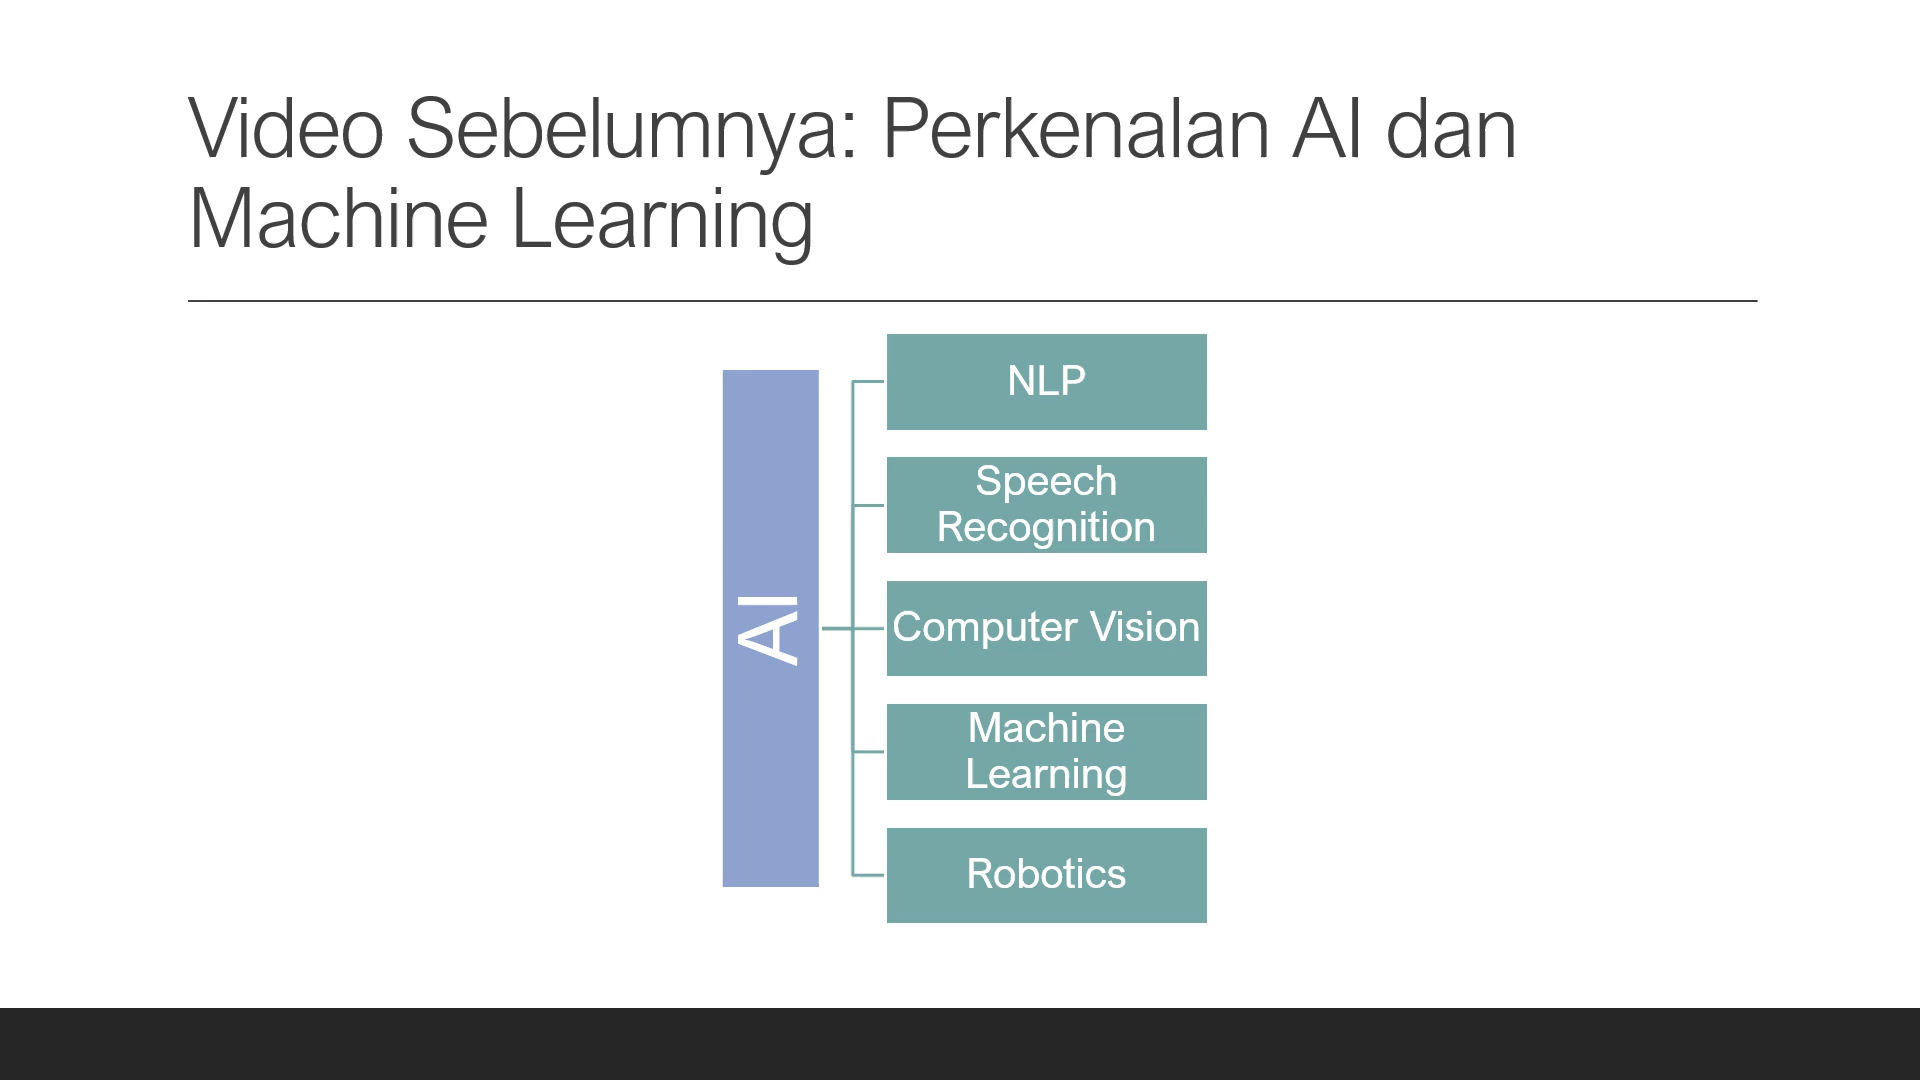 Video Sebelumnya: Perkenalan AI dan
Machine Learning
AI
NLP
Speech
Recognition
Computer Vision
Machine
Learning
Robotics